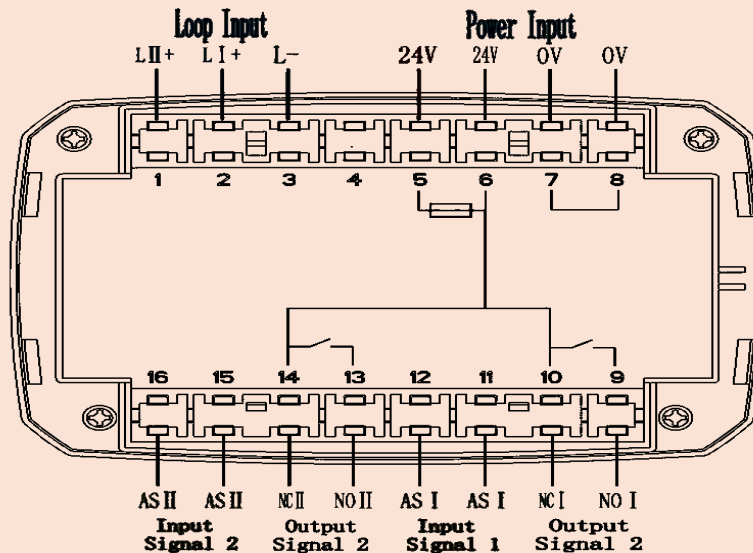 Loop Input Power Input
LⅡ+ LⅠ+ L- 24V 24V 0V 0V
1 2 3 4 5 6 7 8
16 15 14 13 12 11 10 9
ASⅡ ASⅡ NCⅡ NOⅡ ASⅠ ASⅠ NCⅠ NOⅠ
Input Output Input Output
Signal 2 Signal 2 Signal 1 Signal 2